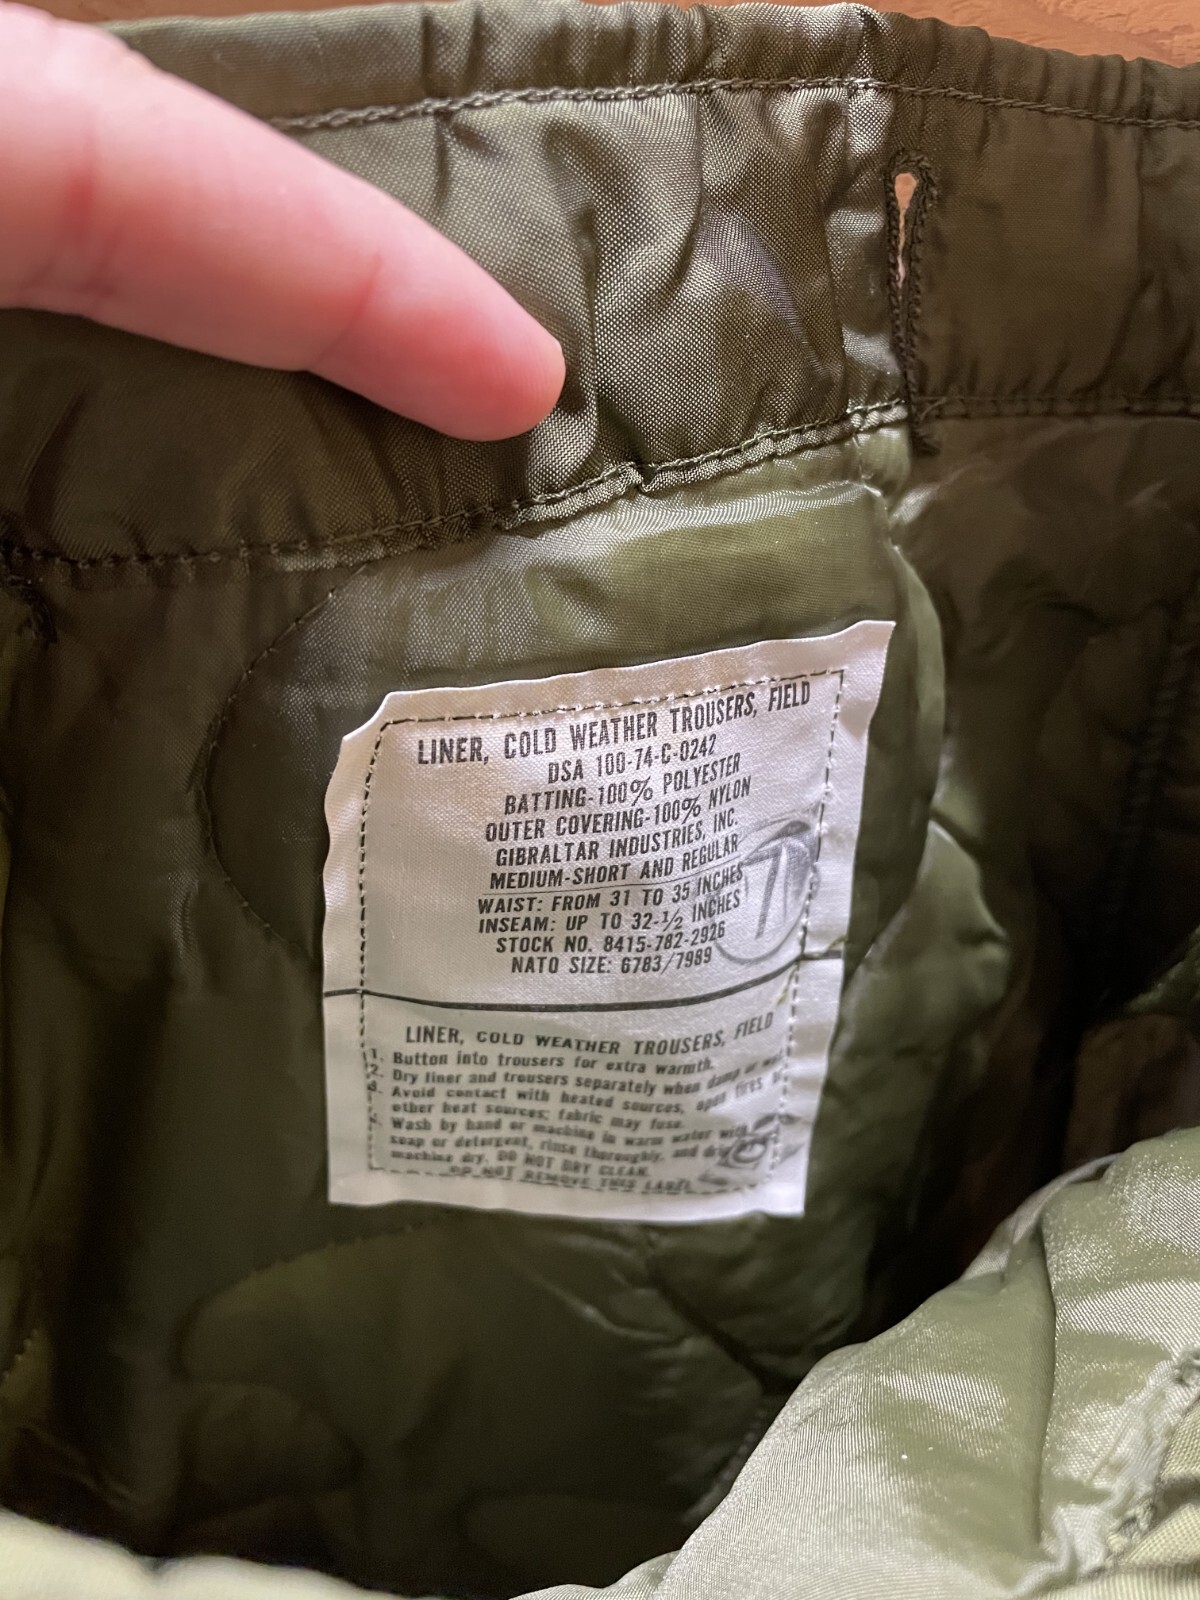 LINER, COLD WEATHER TROUSERS, FIELD
DSA 100-74-C-0242
BATTING-100% POLYESTER
OUTER COVERING-100% NYLON
GIBRALTAR INDUSTRIES, INC.
MEDIUM-SHORT AND REGULAR
WAIST: FROM 31 TO 35 INCHES
INSEAM: UP TO 32-1/2 INCHES
STOCK NO. 8415-782-2926
NATO SIZE: 6783/7989
7
LINER, COLD WEATHER TROUSERS, FIELD
1. Button into trousers for extra warmth.
2. Dry liner and trousers separately when damp or
3. Avoid contact with heated sources, open fires
other heat sources; fabric may fuse.
Wash by hand or machine in warm water with
soap or detergent, rinse thoroughly, and
machine dry. DO NOT DRY CLEAN.
DO NOT REMOVE THIS LABEL